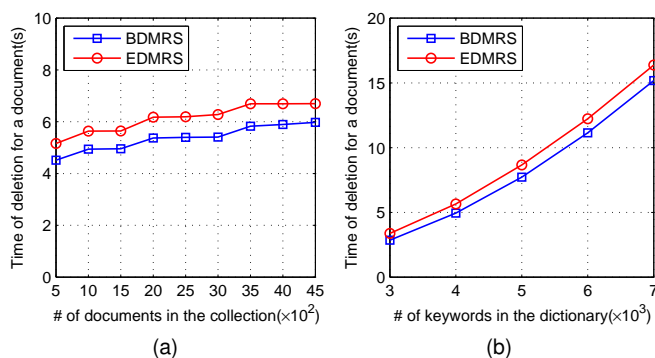 Time of deletion for a document(s)
10
8
6
4
2
0
BDMRS
EDMRS
5 10 15 20 25 30 35 40 45
# of documents in the collection(×10²)
(a)
Time of deletion for a document(s)
20
15
10
5
0
BDMRS
EDMRS
3 4 5 6 7
# of keywords in the dictionary(×10³)
(b)